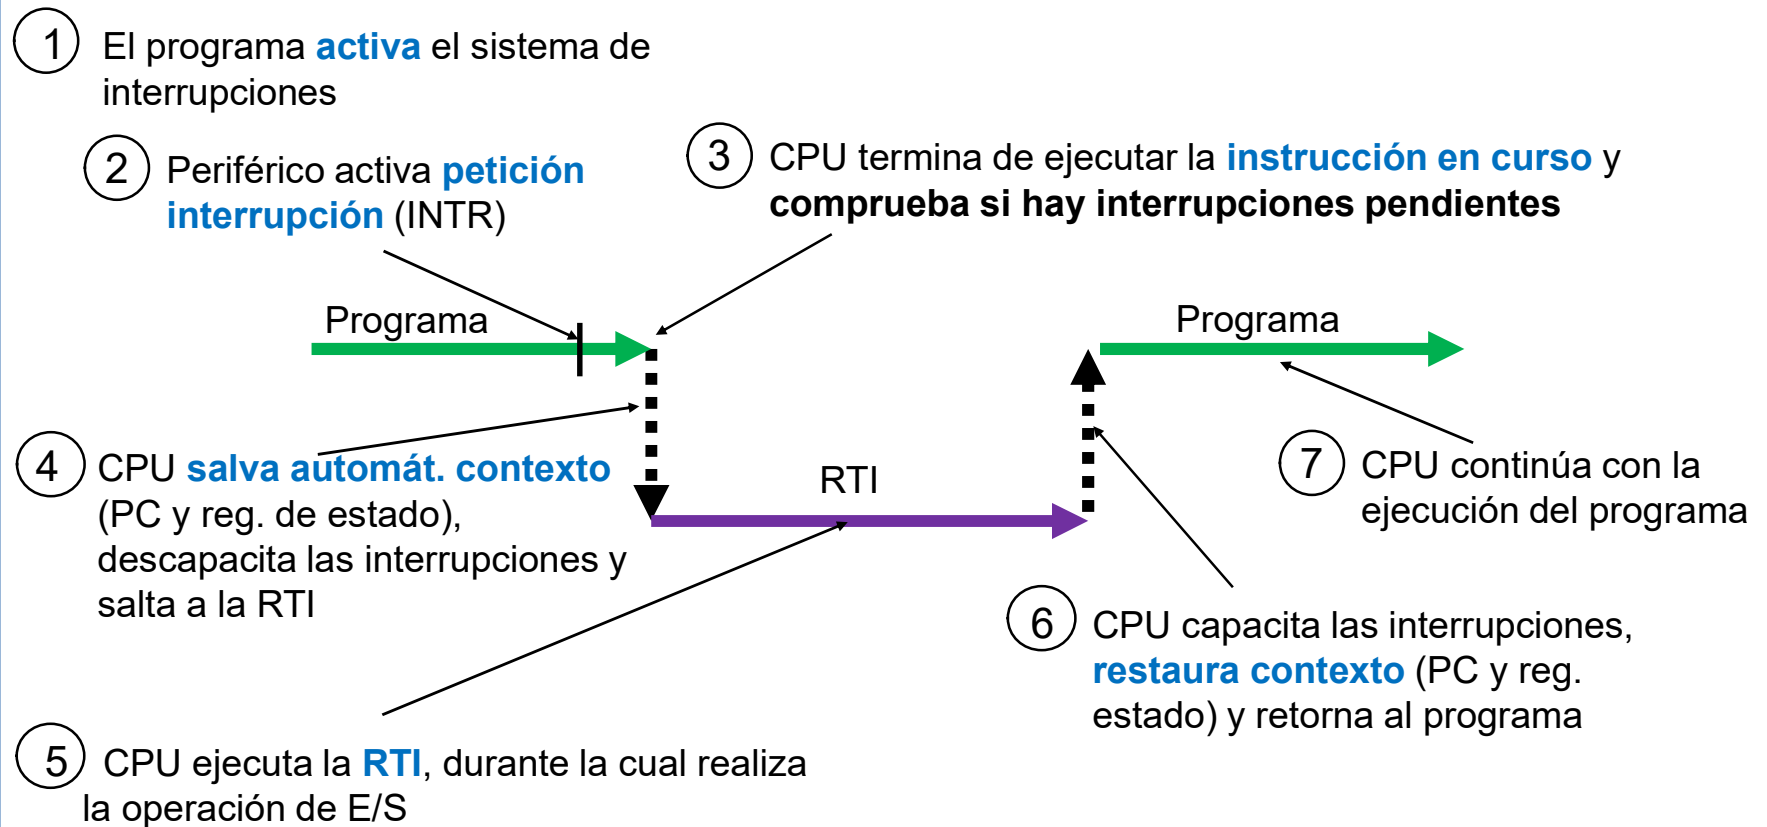 1
El programa activa el sistema de
interrupciones
2
Periférico activa petición
interrupción (INTR)
3
CPU termina de ejecutar la instrucción en curso y
comprueba si hay interrupciones pendientes
Programa
Programa
4
CPU salva automát. contexto
(PC y reg. de estado),
descapacita las interrupciones y
salta a la RTI
RTI
7
CPU continúa con la
ejecución del programa
6
CPU capacita las interrupciones,
restaura contexto (PC y reg.
estado) y retorna al programa
5
CPU ejecuta la RTI, durante la cual realiza
la operación de E/S